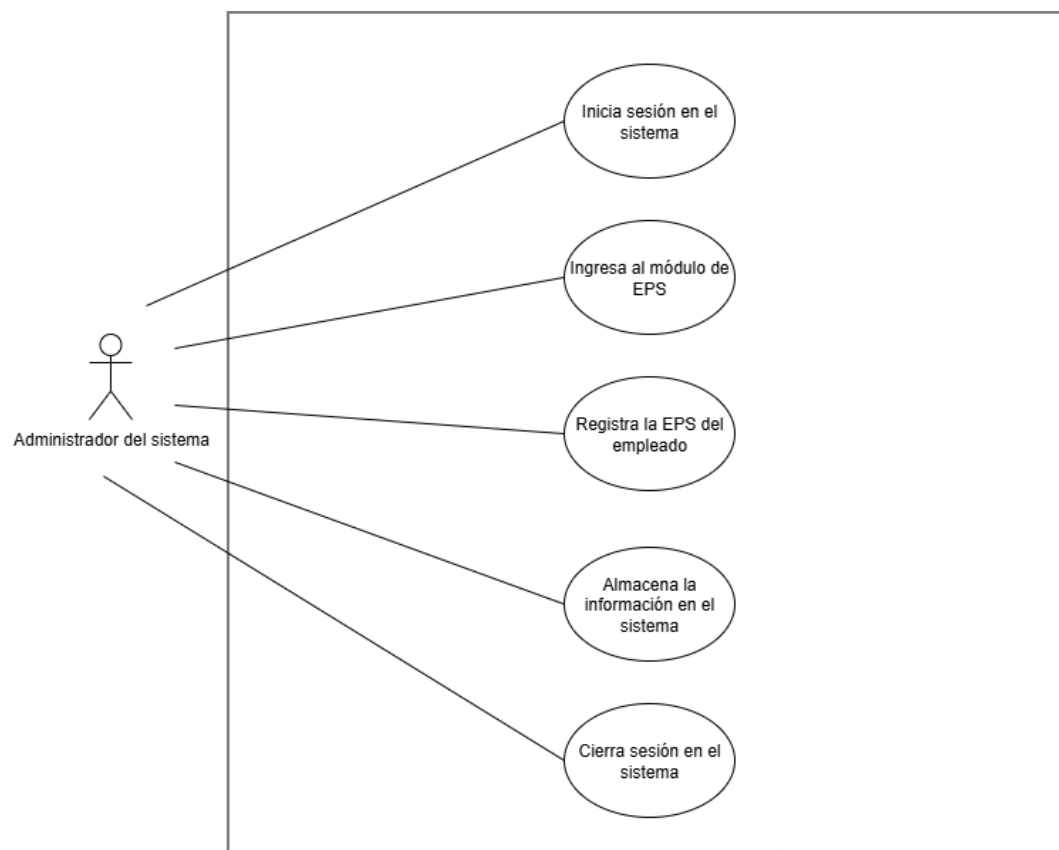 Inicia sesión en el
sistema
Ingresa al módulo de
EPS
Registra la EPS del
empleado
Administrador del sistema
Almacena la
información en el
sistema
Cierra sesión en el
sistema